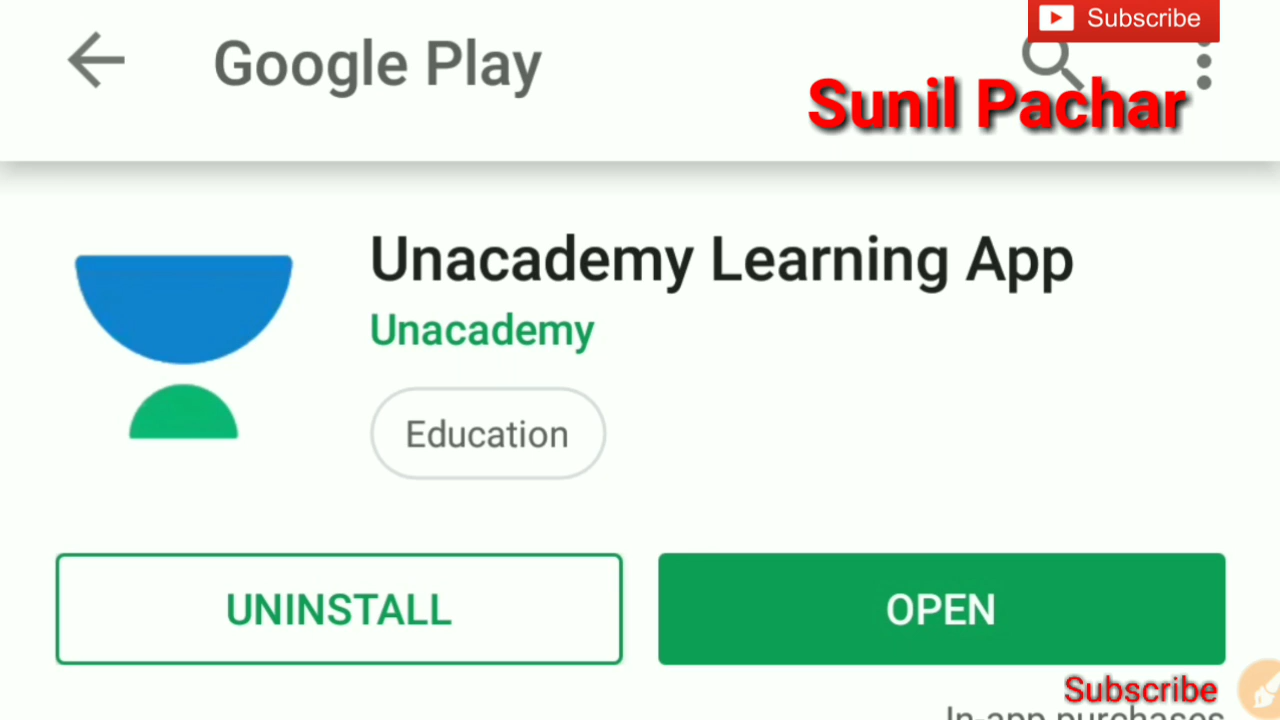 Subscribe
Google Play
Sunil Pachar
Unacademy Learning App
Unacademy
Education
UNINSTALL
OPEN
Subscribe
In-app purchases